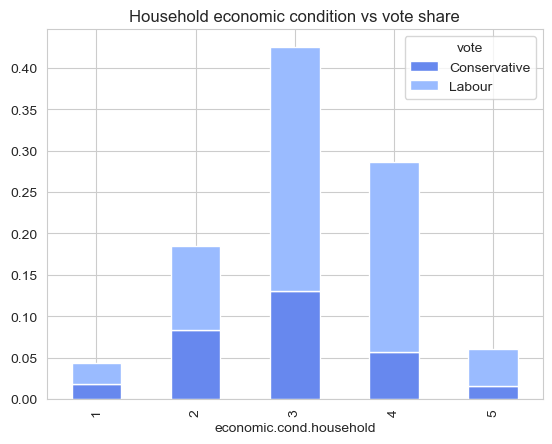 Household economic condition vs vote share
vote
Conservative
Labour
0.40
0.35
0.30
0.25
0.20
0.15
0.10
0.05
0.00
1
2
3
4
5
economic.cond.household